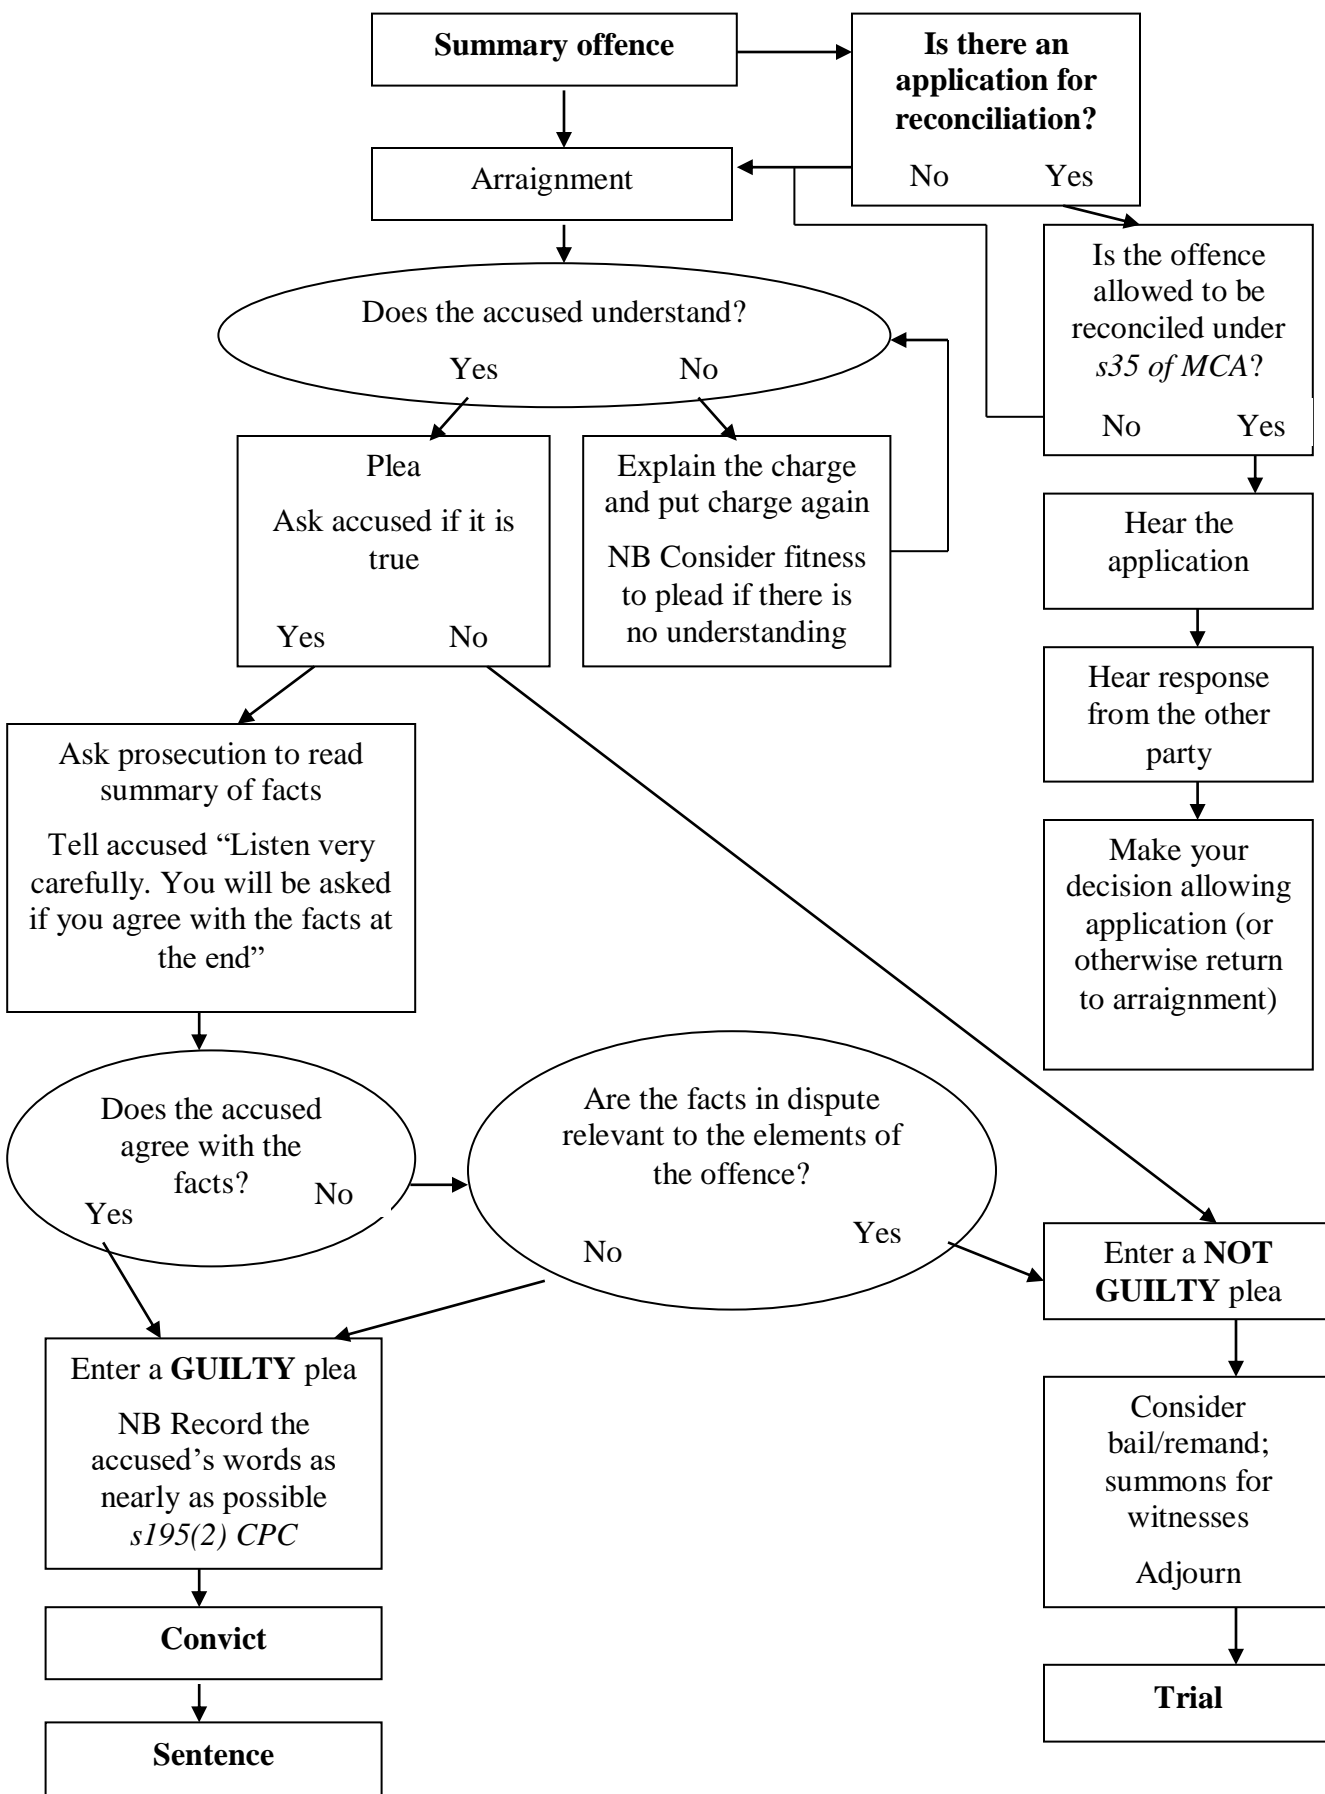 Summary offence
Is there an
application for
reconciliation?
No Yes
Arraignment
Is the offence
allowed to be
reconciled under
s35 of MCA?
No Yes
Does the accused understand?
Yes No
Plea
Ask accused if it is
true
Yes No
Explain the charge
and put charge again
NB Consider fitness
to plead if there is
no understanding
Hear the
application
Hear response
from the other
party
Make your
decision allowing
application (or
otherwise return
to arraignment)
Ask prosecution to read
summary of facts
Tell accused “Listen very
carefully. You will be asked
if you agree with the facts at
the end”
Does the accused
agree with the
facts?
Yes No
Are the facts in dispute
relevant to the elements of
the offence?
No Yes
Enter a NOT
GUILTY plea
Enter a GUILTY plea
NB Record the
accused’s words as
nearly as possible
s195(2) CPC
Consider
bail/remand;
summons for
witnesses
Adjourn
Convict
Trial
Sentence